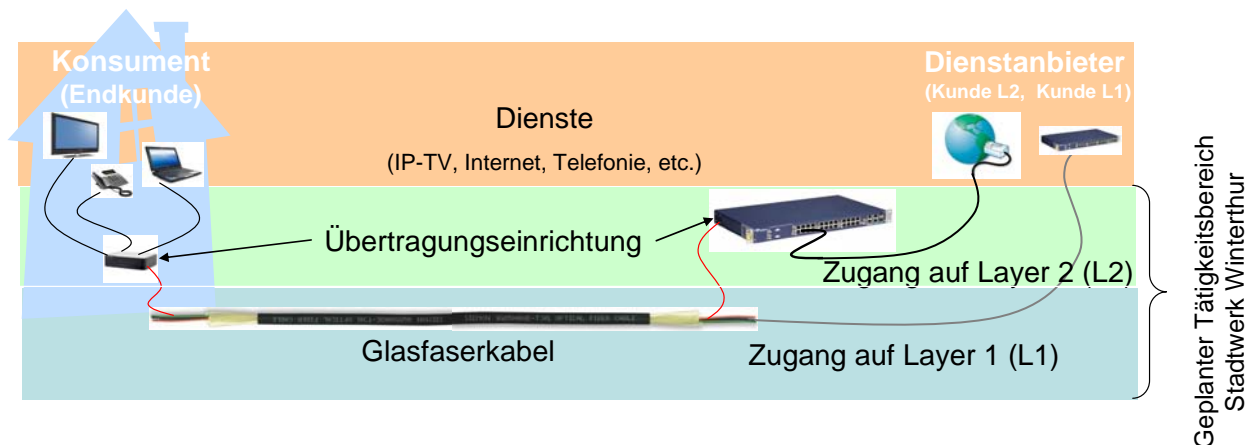 Konsument
(Endkunde)
Dienstanbieter
(Kunde L2, Kunde L1)
Dienste
(IP-TV, Internet, Telefonie, etc.)
Übertragungseinrichtung
Zugang auf Layer 2 (L2)
Glasfaserkabel
Zugang auf Layer 1 (L1)
Geplanter Tätigkeitsbereich
Stadtwerk Winterthur